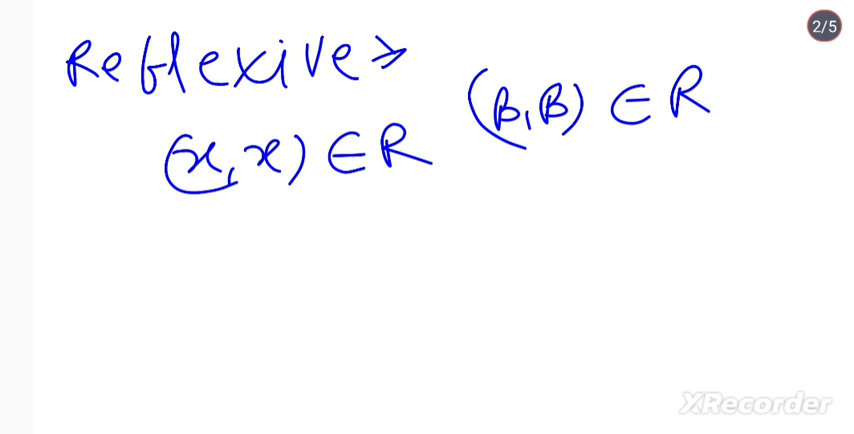 2/5
Reflexive ⇒
(x, x) ∈ R
(B, B) ∈ R
XRecorder